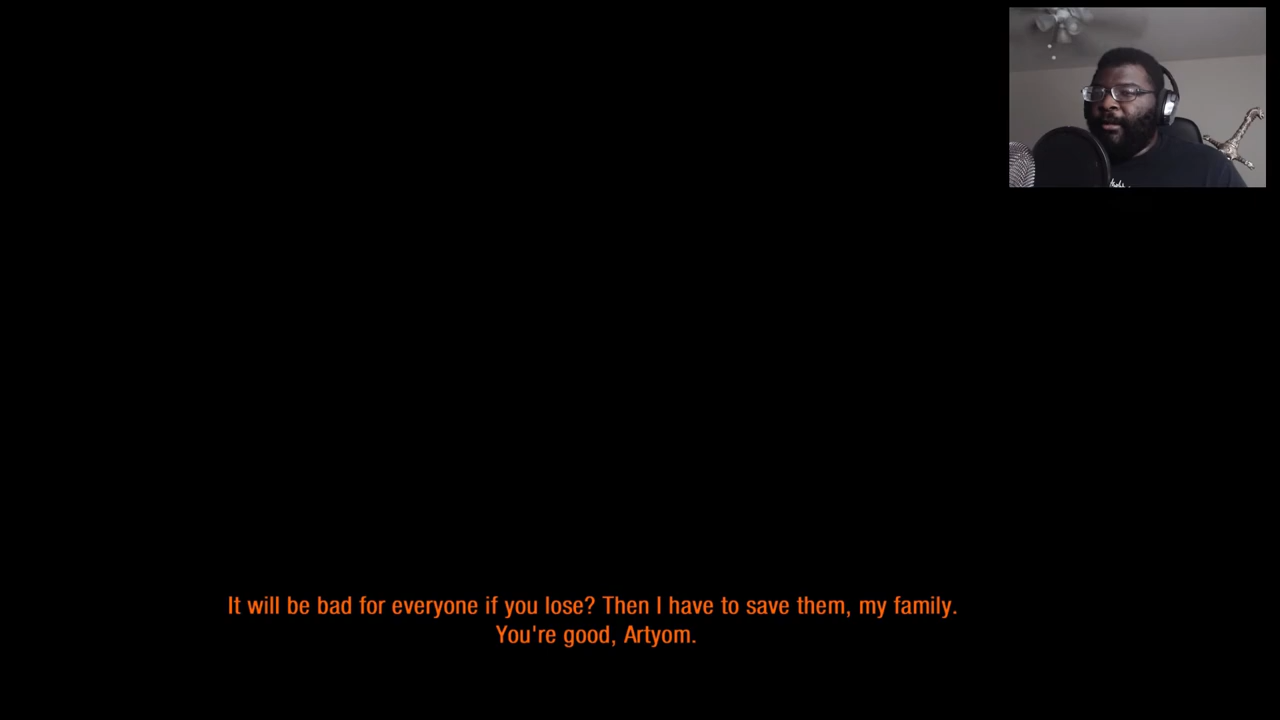 It will be bad for everyone if you lose? Then I have to save them, my family.
You're good, Artyom.